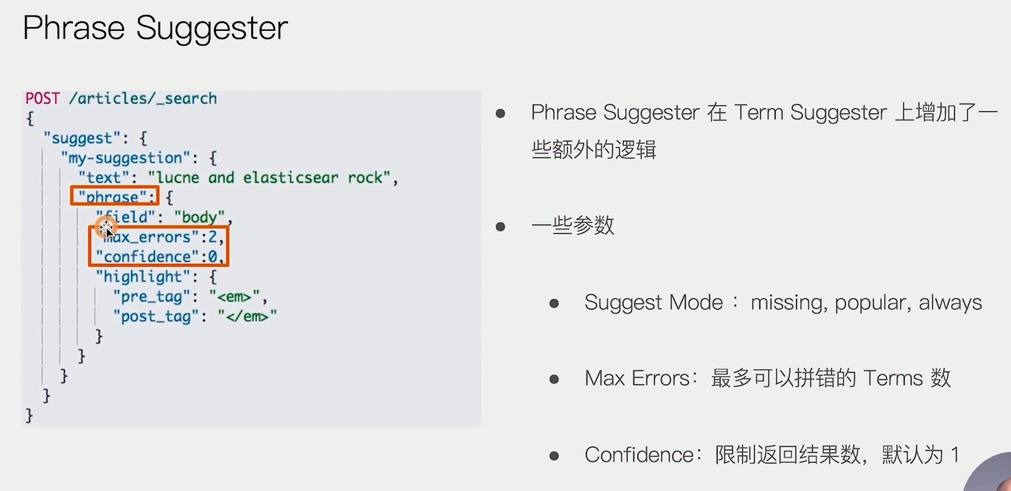 Phrase Suggester
POST /articles/_search
{
"suggest": {
"my-suggestion": {
"text": "lucne and elasticsear rock",
"phrase": {
"field": "body",
"max_errors":2,
"confidence":0,
"highlight": {
"pre_tag": "<em>",
"post_tag": "</em>"
}
}
}
}
}
● Phrase Suggester 在 Term Suggester 上增加了一
些额外的逻辑
● 一些参数
● Suggest Mode : missing, popular, always
● Max Errors：最多可以拼错的 Terms 数
● Confidence：限制返回结果数，默认为 1